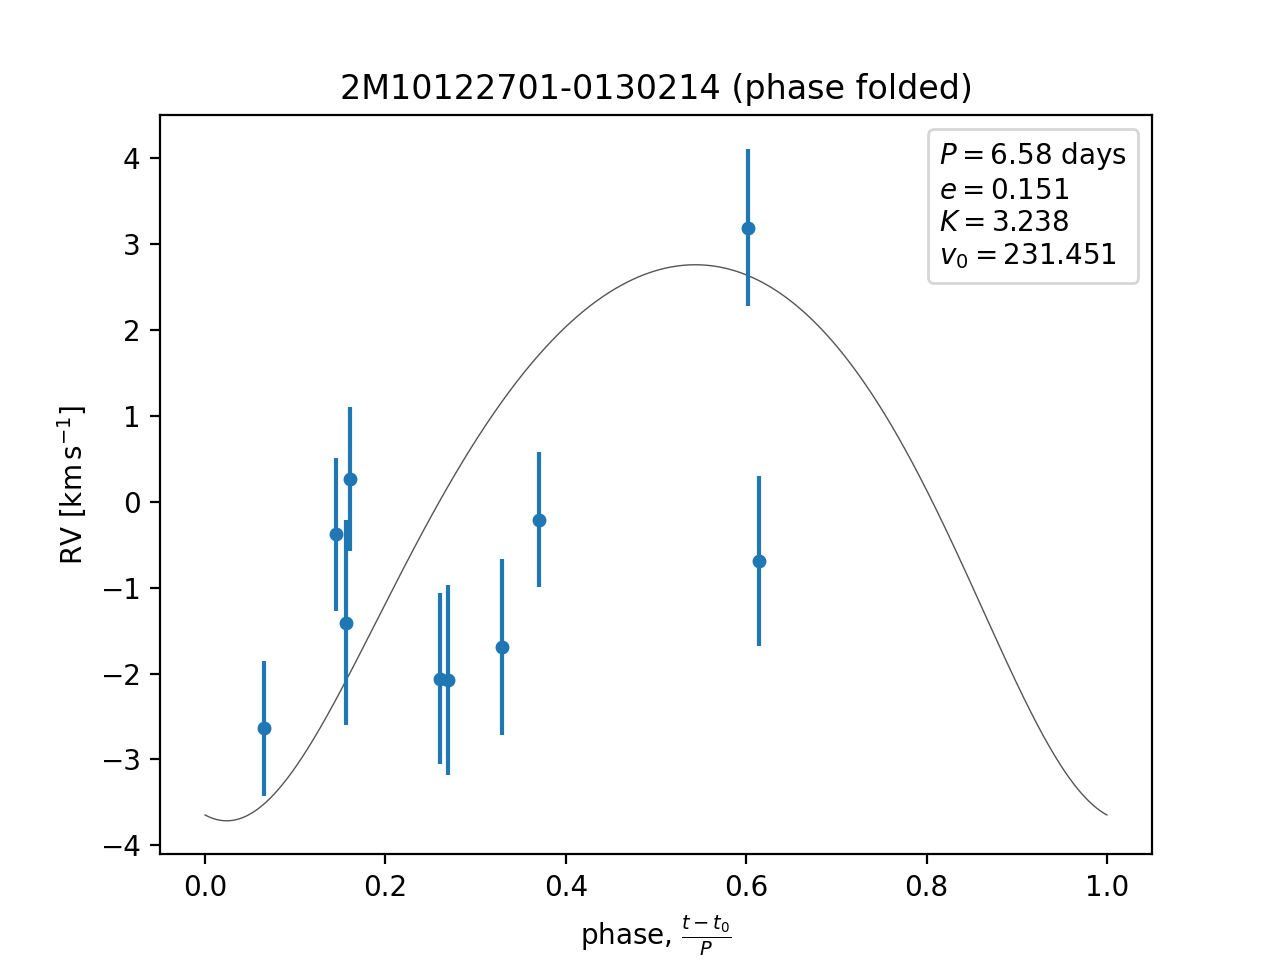 2M10122701-0130214 (phase folded)
P = 6.58 days
e = 0.151
K = 3.238
v₀ = 231.451
4
3
2
1
0
−1
−2
−3
−4
RV [km s⁻¹]
0.0 0.2 0.4 0.6 0.8 1.0
phase, (t − t₀)/P